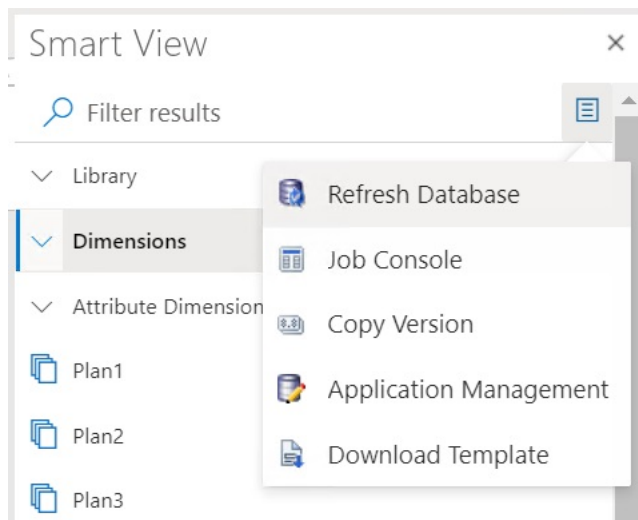 Smart View
Filter results
Library
Dimensions
Attribute Dimension
Plan1
Plan2
Plan3
Refresh Database
Job Console
Copy Version
Application Management
Download Template